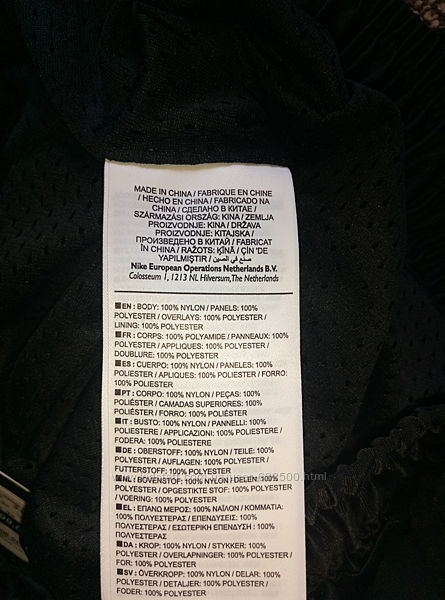 MADE IN CHINA / FABRIQUE EN CHINE
/ HECHO EN CHINA / FABRICADO NA
CHINA / СДЕЛАНО В КИТАЕ /
SZÁRMAZÁSI ORSZÁG: KINA / ZEMLJA
PROIZVODNJE: KINA / DRŽAVA
PROIZVODNJE: KITAJSKA /
ПРОИЗВЕДЕНО В КИТАЙ / FABRICAT
ÎN CHINA / RAŽOTS: ĶĪNĀ / ÇİN 'DE
YAPILMIŞTIR / صنع في الصين
Nike European Operations Netherlands B.V.
Colosseum 1, 1213 NL Hilversum, The Netherlands
EN : BODY: 100% NYLON / PANELS: 100%
POLYESTER / OVERLAYS: 100% POLYESTER /
LINING: 100% POLYESTER
FR : CORPS: 100% POLYAMIDE / PANNEAUX: 100%
POLYESTER / APPLIQUES: 100% POLYESTER /
DOUBLURE: 100% POLYESTER
ES : CUERPO: 100% NYLON / PANELES: 100%
POLIESTER / APLIQUES: 100% POLIESTER / FORRO:
100% POLIESTER
PT : CORPO: 100% NYLON / PEÇAS: 100%
POLIÉSTER / CAMADAS SUPERIORES: 100%
POLIÉSTER / FORRO: 100% POLIÉSTER
IT : BUSTO: 100% NYLON / PANNELLI: 100%
POLIESTERE / APPLICAZIONI: 100% POLIESTERE /
FODERA: 100% POLIESTERE
DE : OBERSTOFF: 100% NYLON / TEILE: 100%
POLYESTER / AUFLAGEN: 100% POLYESTER /
FUTTERSTOFF: 100% POLYESTER
NL : BOVENSTOF: 100% NYLON / DELEN: 100%
POLYESTER / OPGESTIKTE STOF: 100% POLYESTER
/ VOERING: 100% POLYESTER
EL : ΕΠΑΝΩ ΜΕΡΟΣ: 100% ΝΑΪΛΟΝ / ΚΟΜΜΑΤΙΑ:
100% ΠΟΛΥΕΣΤΕΡΑΣ / ΕΠΕΝΔΥΣΕΙΣ: 100%
ΠΟΛΥΕΣΤΕΡΑΣ / ΕΣΩΤΕΡΙΚΗ ΕΠΕΝΔΥΣΗ : 100%
ΠΟΛΥΕΣΤΕΡΑΣ
DA : KROP: 100% NYLON / STYKKER: 100%
POLYESTER / OVERLAPNINGER: 100% POLYESTER /
FOR: 100% POLYESTER
SV : ÖVERKROPP: 100% NYLON / DELAR: 100%
POLYESTER / DETALJER: 100% POLYESTER /
FODER: 100% POLYESTER